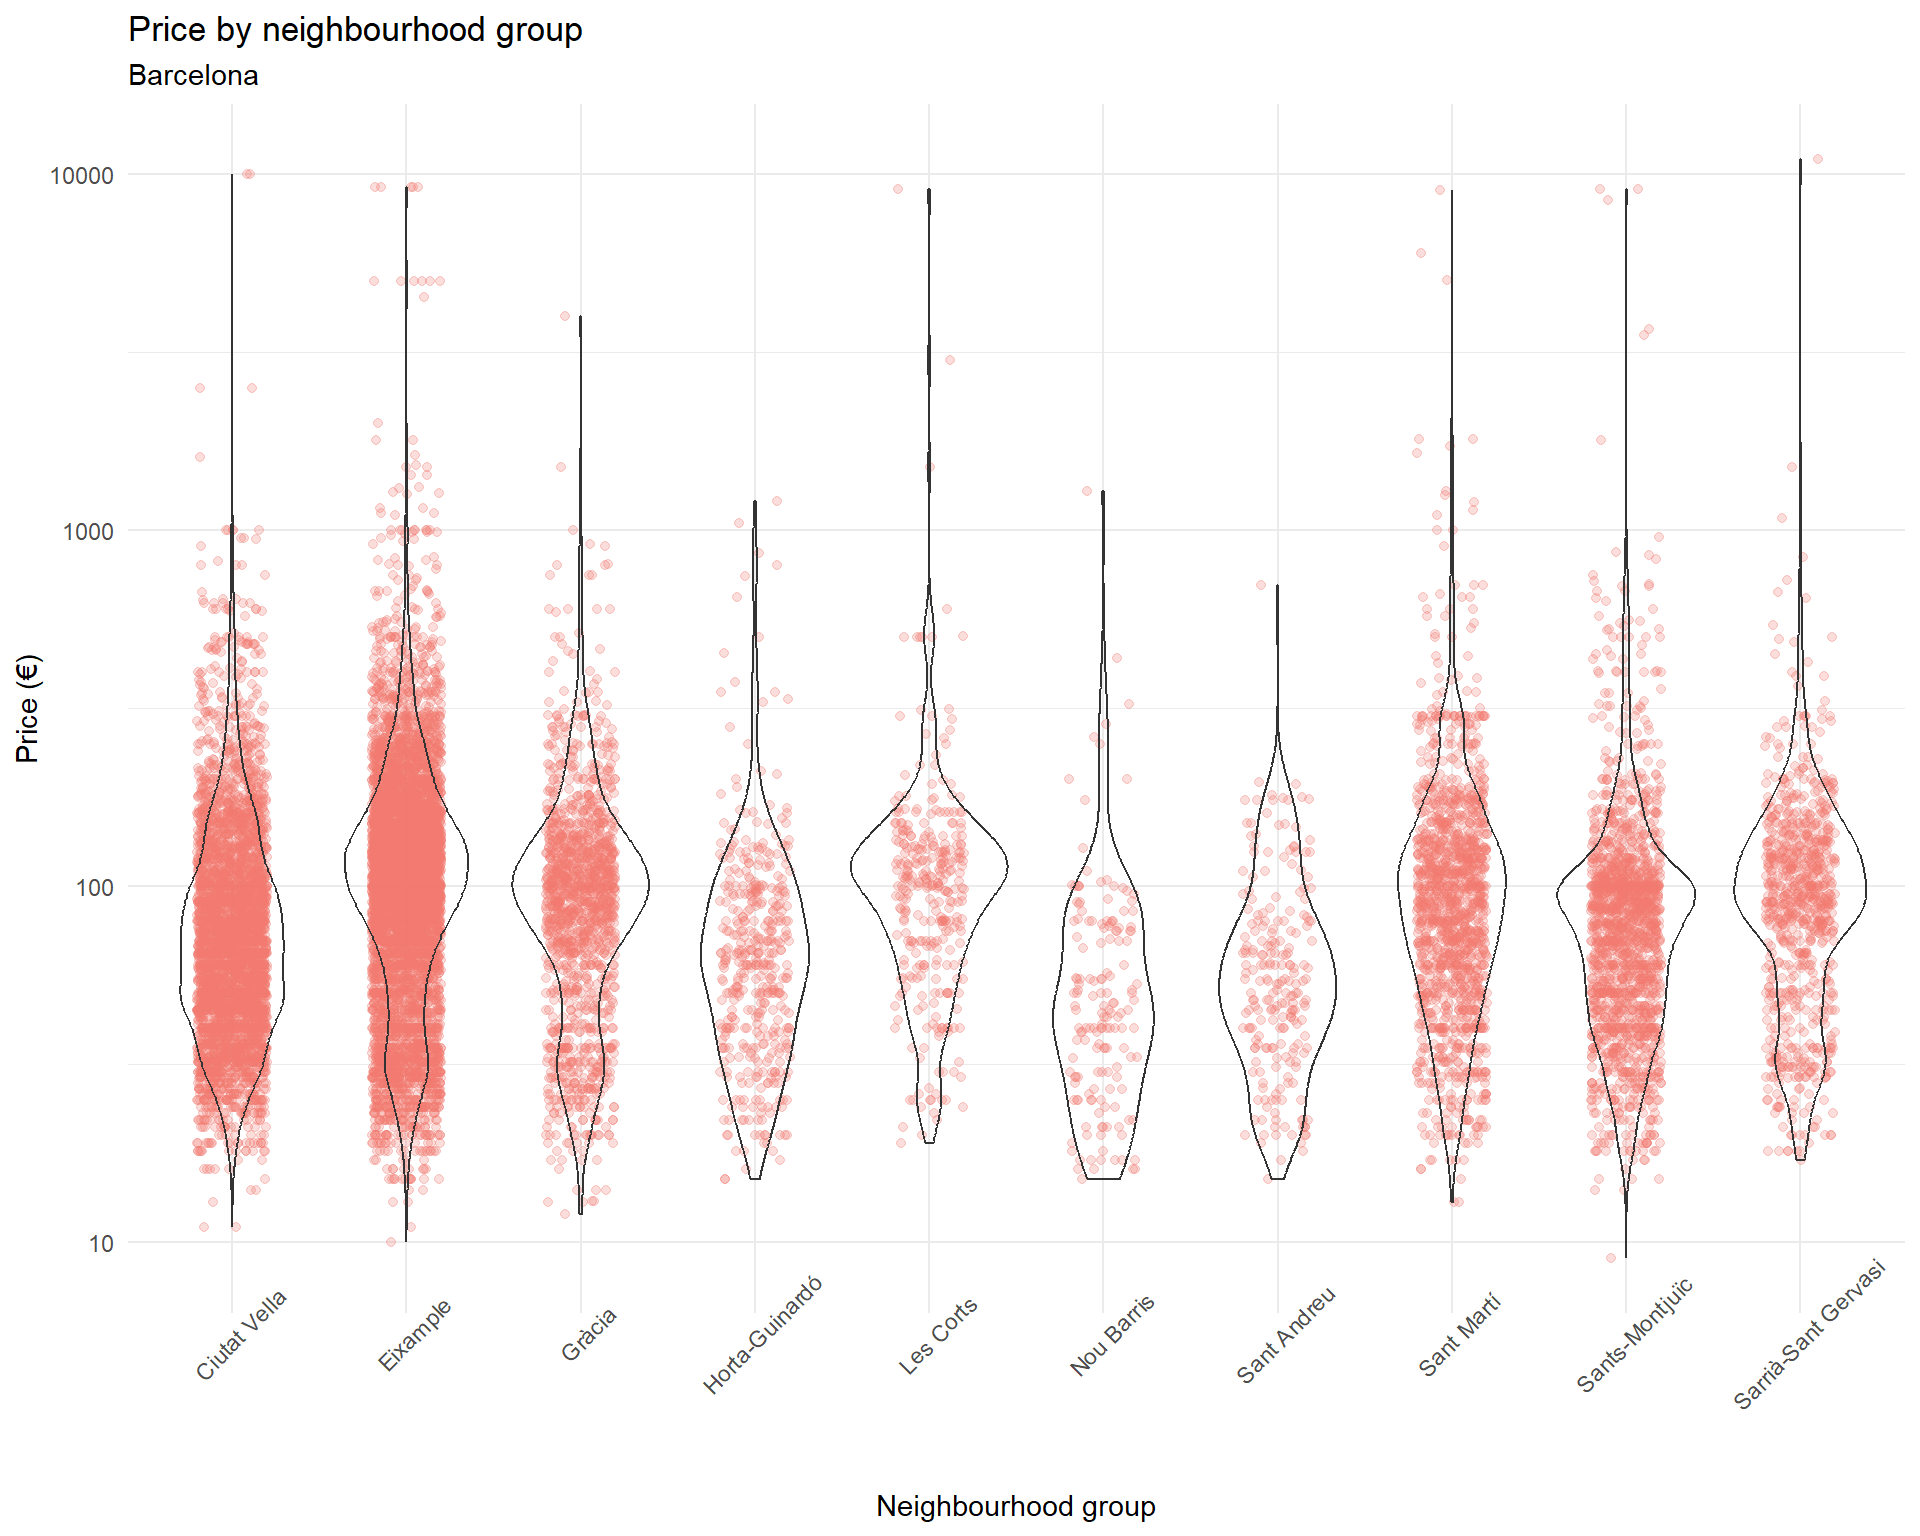 Price by neighbourhood group
Barcelona
Price (€)
10000
1000
100
10
Ciutat Vella
Eixample
Gràcia
Horta-Guinardó
Les Corts
Nou Barris
Sant Andreu
Sant Martí
Sants-Montjuïc
Sarrià-Sant Gervasi
Neighbourhood group